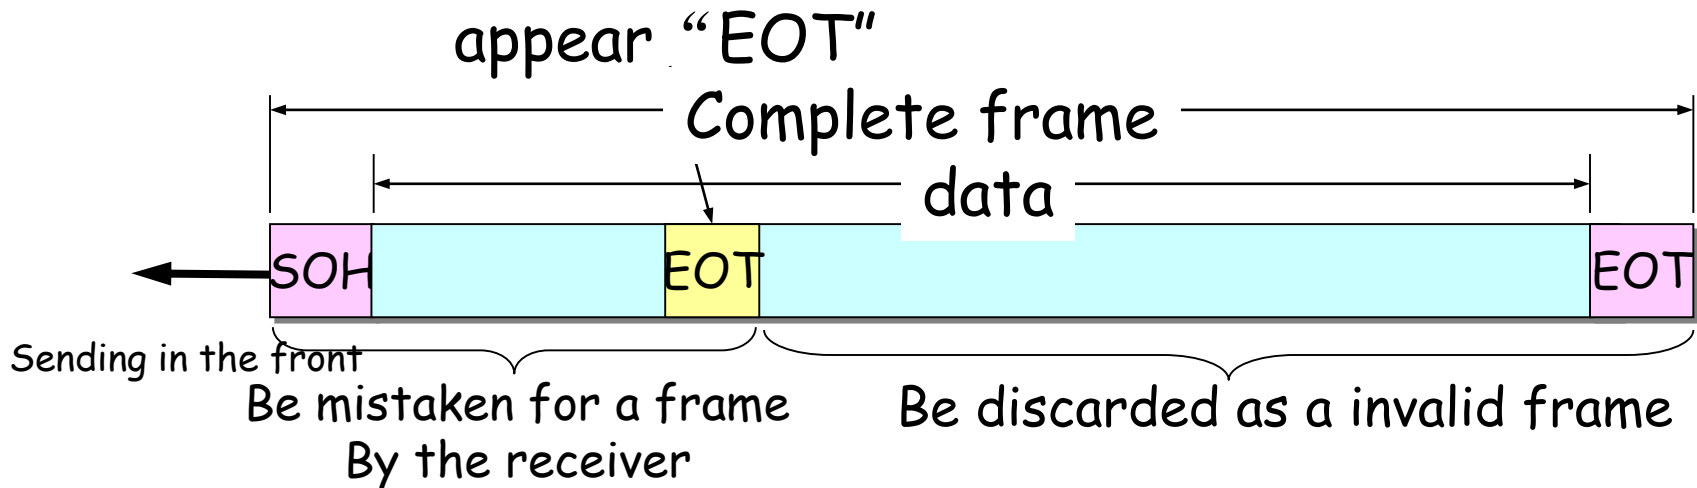 appear “EOT”
Complete frame
data
SOH
EOT
EOT
Sending in the front
Be mistaken for a frame
By the receiver
Be discarded as a invalid frame